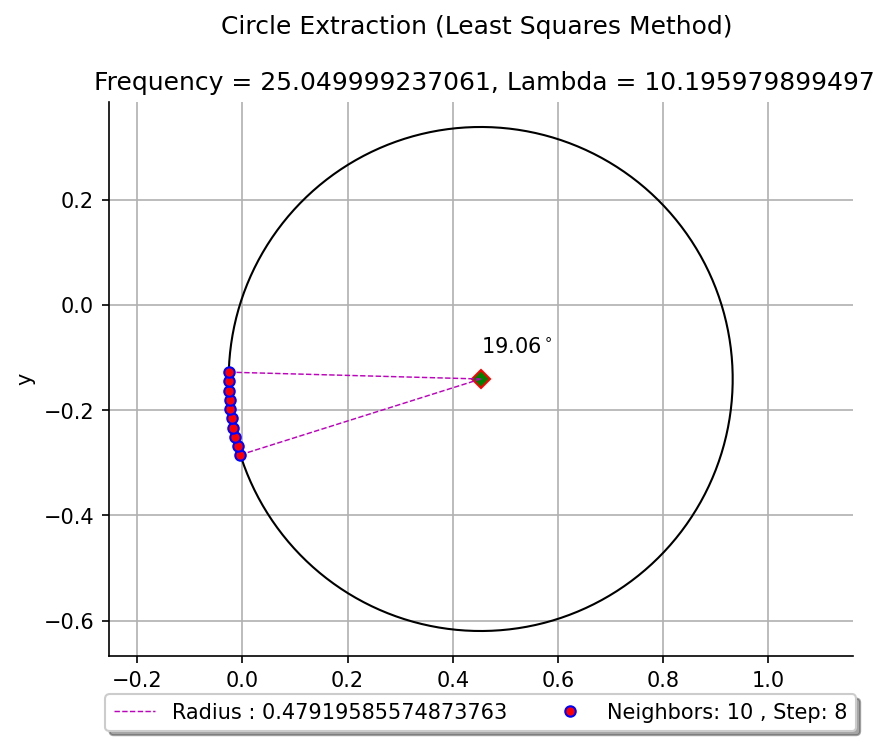 Circle Extraction (Least Squares Method)
Frequency = 25.049999237061, Lambda = 10.195979899497
0.2
0.0
−0.2
−0.4
−0.6
y
19.06°
−0.2 0.0 0.2 0.4 0.6 0.8 1.0
Radius : 0.47919585574873763 Neighbors: 10 , Step: 8